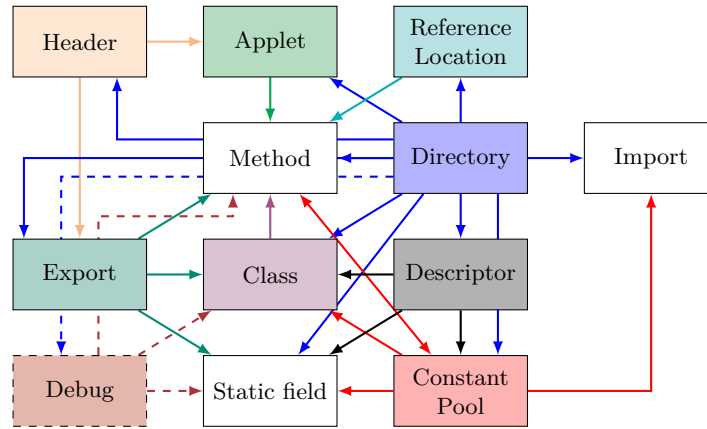 Header
Applet
Reference
Location
Method
Directory
Import
Export
Class
Descriptor
Debug
Static field
Constant
Pool